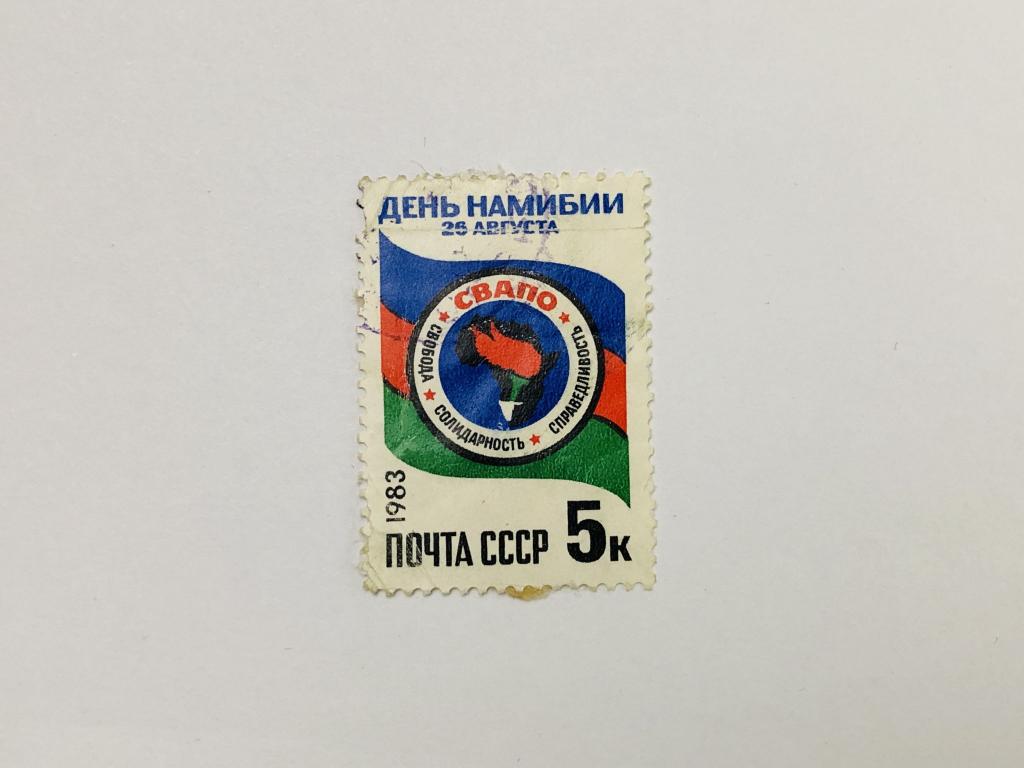 ДЕНЬ НАМИБИИ
26 АВГУСТА
СВАПО
СВОБОДА
СОЛИДАРНОСТЬ
СПРАВЕДЛИВОСТЬ
1983
ПОЧТА СССР 5к